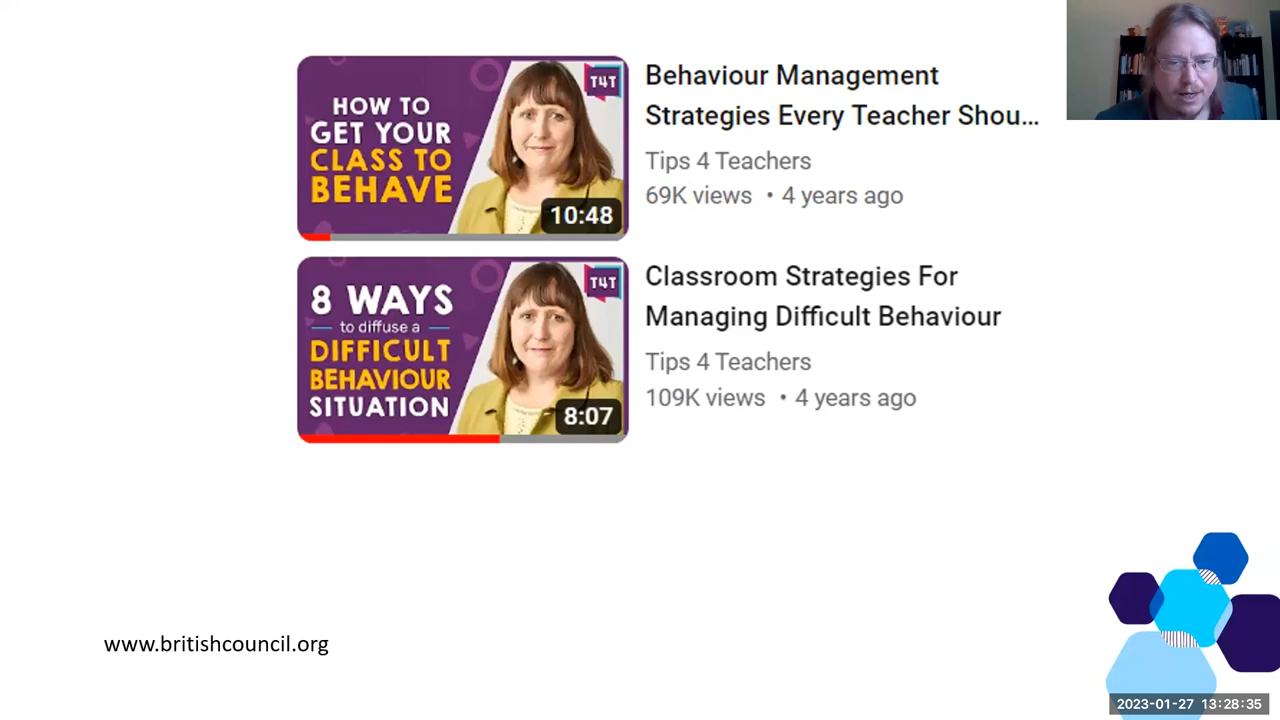 HOW TO
GET YOUR
CLASS TO
BEHAVE
T4T
10:48
Behaviour Management
Strategies Every Teacher Shou...
Tips 4 Teachers
69K views • 4 years ago
8 WAYS
to diffuse a
DIFFICULT
BEHAVIOUR
SITUATION
T4T
8:07
Classroom Strategies For
Managing Difficult Behaviour
Tips 4 Teachers
109K views • 4 years ago
www.britishcouncil.org
2023-01-27 13:28:35